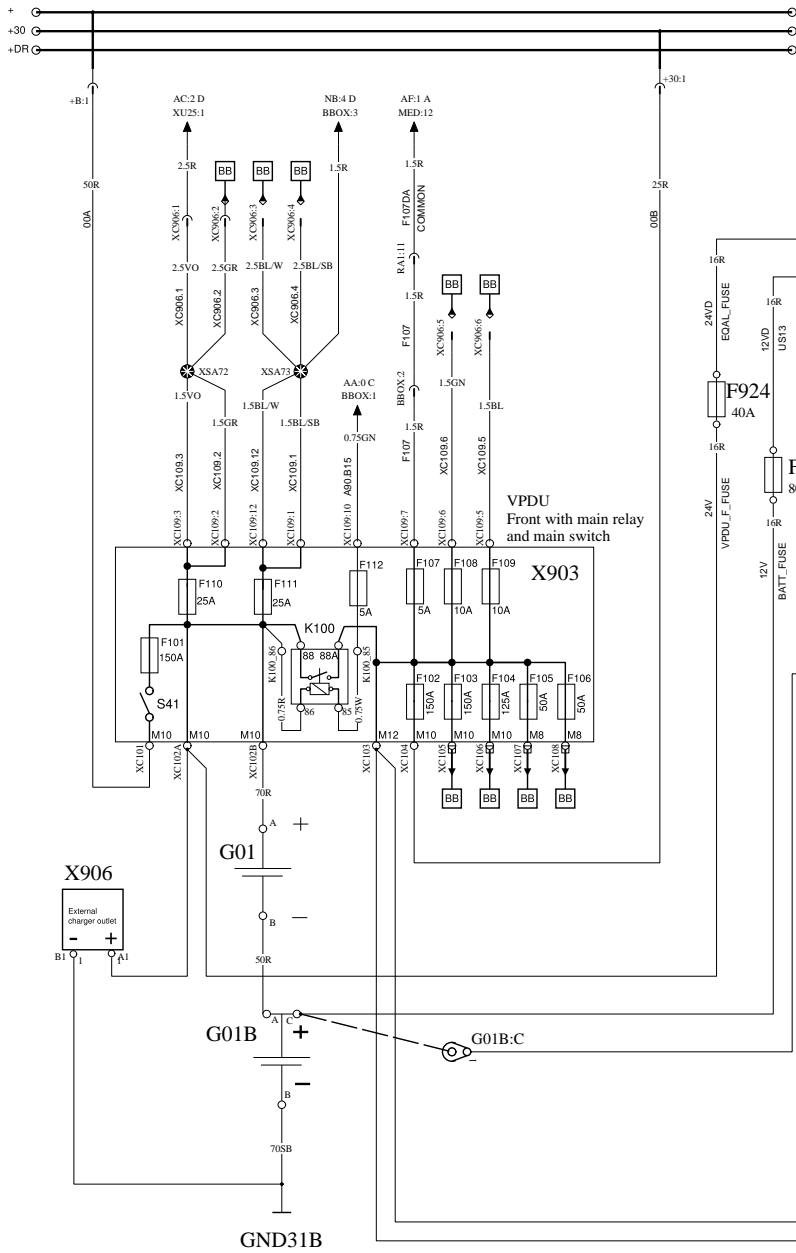 +
+30
+DR
+B:1
+30:1
AC:2 D
XU25:1
NB:4 D
BBOX:3
AF:1 A
MED:12
2.5R
BB
BB
BB
1.5R
1.5R
50R
25R
00A
00B
XC906:1
XC906:2
XC906:3
XC906:4
F107DA
COMMON
RA1:11
2.5VO
2.5GR
2.5BL/W
2.5BL/SB
16R
BB
BB
XC906.1
XC906.2
XC906.3
XC906.4
1.5R
24VD
EQAL_FUSE
16R
12VD
US13
F107
XC906:5
XC906:6
XSA72
XSA73
AA:0 C
BBOX:1
BBOX:2
1.5GN
F924
40A
1.5VO
1.5GR
1.5BL/W
1.5BL/SB
1.5BL
0.75GN
1.5R
16R
XC109.3
XC109.2
XC109.12
XC109.1
A90.B15
F107
XC109.6
XC109.5
24V
VPDU_F_FUSE
F
8
16R
12V
BATT_FUSE
XC109:3
XC109:2
XC109:12
XC109:1
XC109:10
XC109:7
XC109:6
XC109:5
VPDU
Front with main relay
and main switch
X903
F110
25A
F111
25A
F112
5A
F107
5A
F108
10A
F109
10A
F101
150A
K100
88 88A
K100_86
K100_85
0.75R
0.75W
86
85
F102
150A
F103
150A
F104
125A
F105
50A
F106
50A
S41
M10
M10
M10
M12
M10
M10
M10
M8
M8
XC101
XC102A
XC102B
XC103
XC104
XC105
XC106
XC107
XC108
BB
BB
BB
BB
70R
A
+
G01
B
−
X906
External
charger outlet
-
+
B1
1
A1
1
50R
A
C
+
G01B
G01B:C
−
B
70SB
GND31B